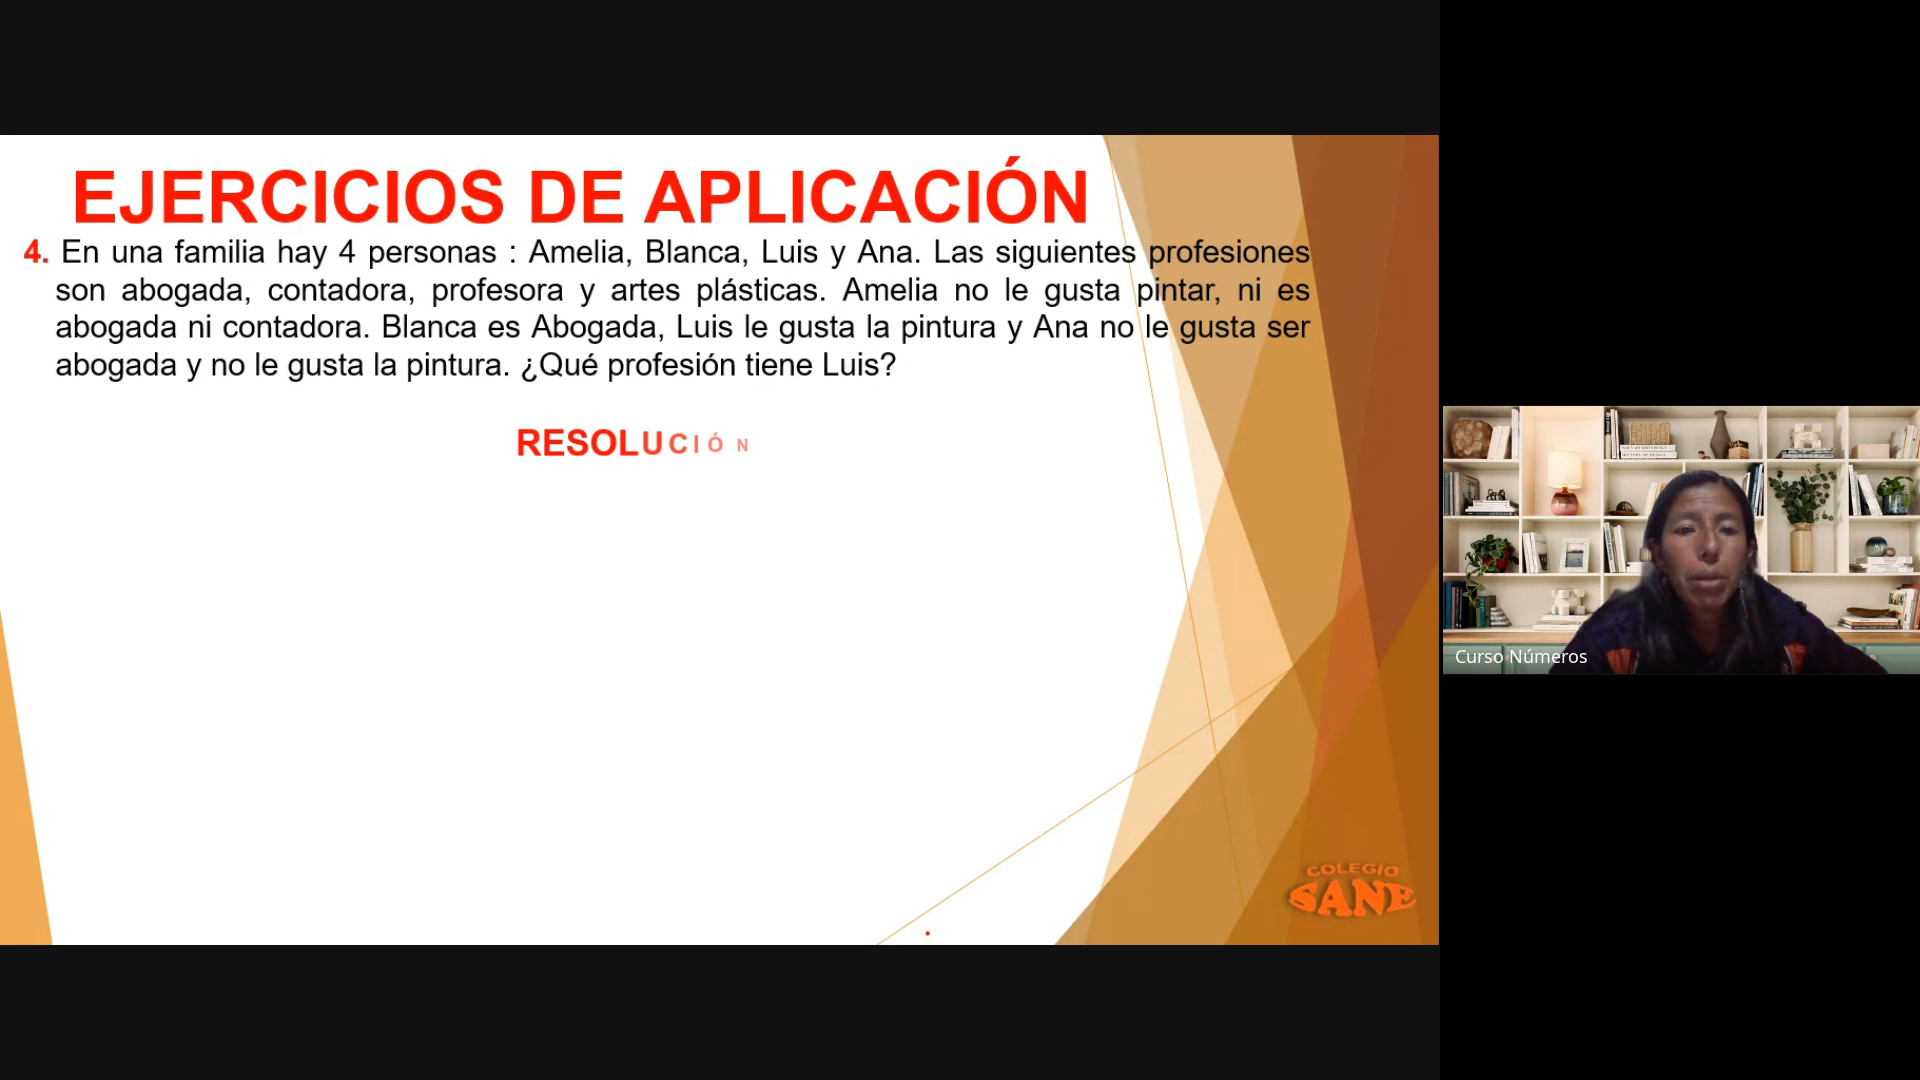 EJERCICIOS DE APLICACIÓN
4. En una familia hay 4 personas : Amelia, Blanca, Luis y Ana. Las siguientes profesiones
son abogada, contadora, profesora y artes plásticas. Amelia no le gusta pintar, ni es
abogada ni contadora. Blanca es Abogada, Luis le gusta la pintura y Ana no le gusta ser
abogada y no le gusta la pintura. ¿Qué profesión tiene Luis?
RESOLUCIÓN
COLEGIO
SANE
Curso Números